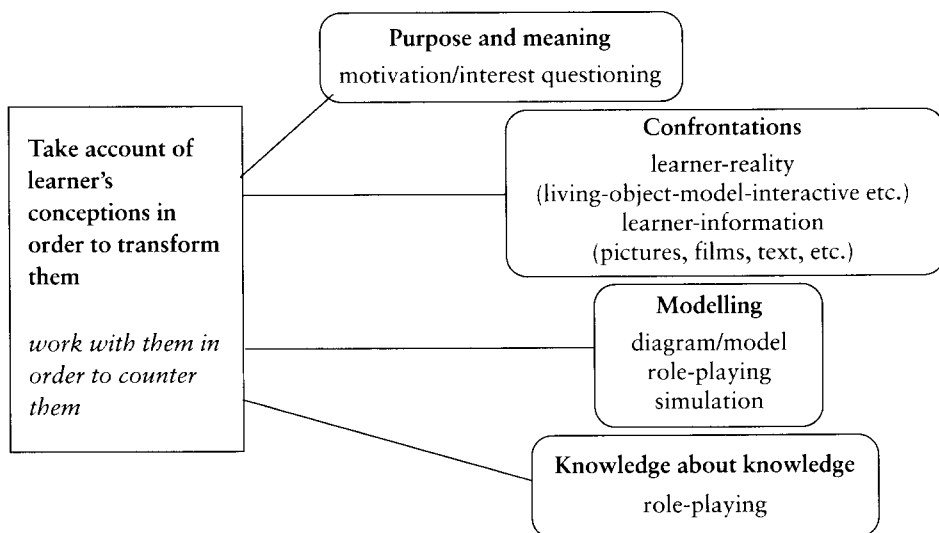 Purpose and meaning
motivation/interest questioning
Take account of
learner's
conceptions in
order to transform
them
work with them in
order to counter
them
Confrontations
learner-reality
(living-object-model-interactive etc.)
learner-information
(pictures, films, text, etc.)
Modelling
diagram/model
role-playing
simulation
Knowledge about knowledge
role-playing